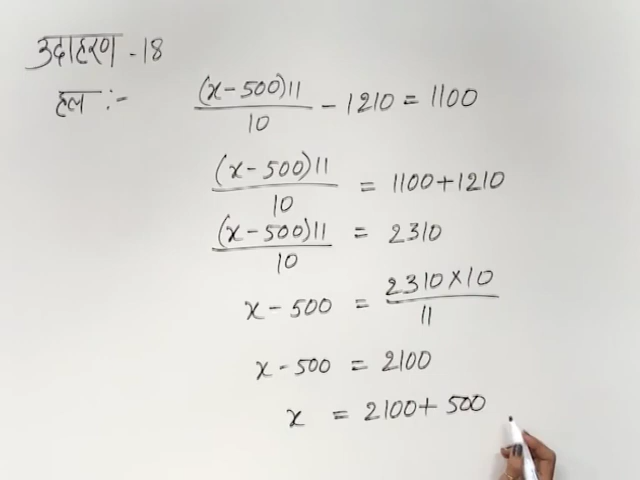 उदाहरण - 18
हल :- (x - 500)11/10 - 1210 = 1100
(x - 500)11/10 = 1100 + 1210
(x - 500)11/10 = 2310
x - 500 = 2310 × 10/11
x - 500 = 2100
x = 2100 + 500